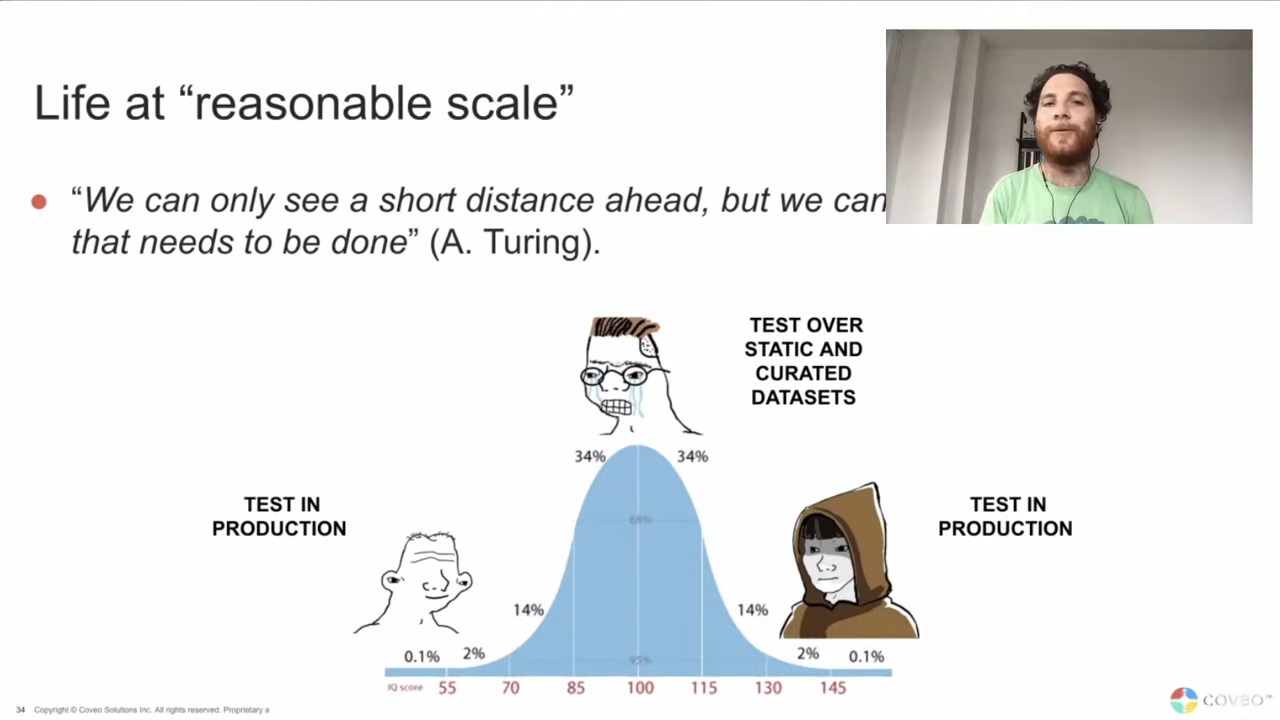 Life at “reasonable scale”
“We can only see a short distance ahead, but we can
that needs to be done” (A. Turing).
TEST OVER
STATIC AND
CURATED
DATASETS
34% 34%
TEST IN
PRODUCTION
TEST IN
PRODUCTION
68%
14% 14%
0.1% 2% 95% 2% 0.1%
IQ score 55 70 85 100 115 130 145
34 Copyright © Coveo Solutions Inc. All rights reserved. Proprietary a
coveo™